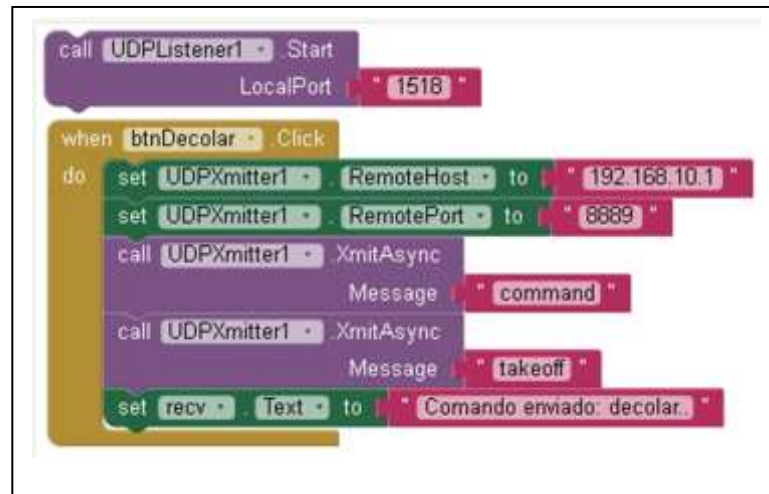 call UDPListener1 .Start
LocalPort " 1518 "
when btnDecolar .Click
do set UDPXmitter1 . RemoteHost to " 192.168.10.1 "
set UDPXmitter1 . RemotePort to " 8889 "
call UDPXmitter1 .XmitAsync
Message " command "
call UDPXmitter1 .XmitAsync
Message " takeoff "
set recv . Text to " Comando enviado: decolar.. "